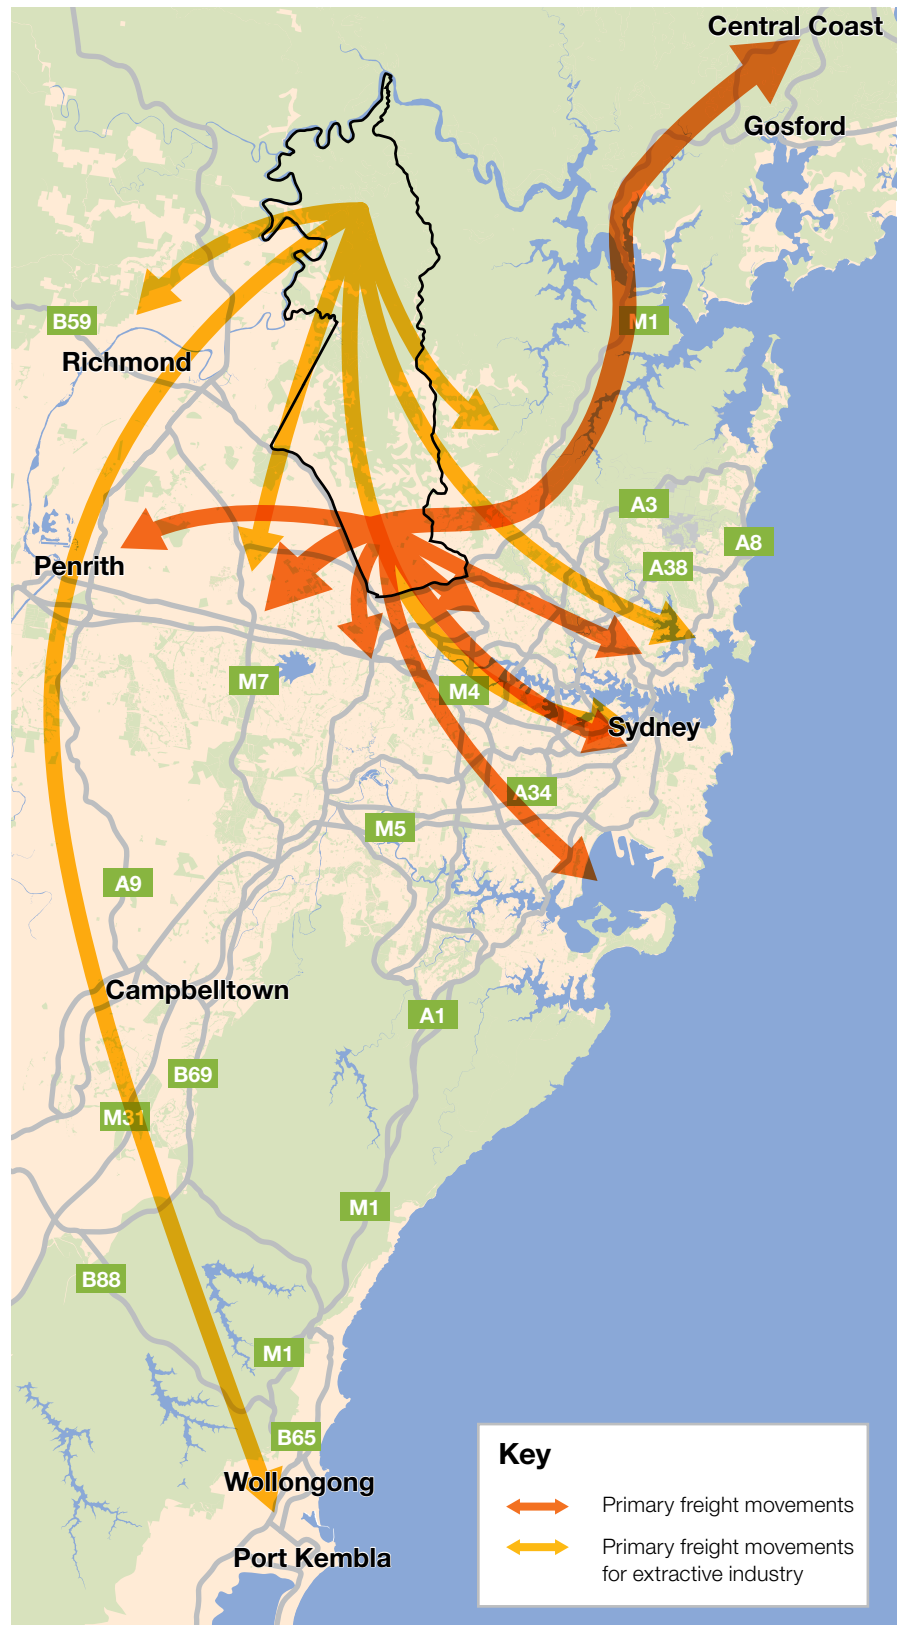 Central Coast
Gosford
B59
M1
Richmond
A3
A8
Penrith
A38
M7
M4
Sydney
A34
M5
A9
Campbelltown
A1
B69
M31
M1
B88
M1
B65
Wollongong
Port Kembla
Key
Primary freight movements
Primary freight movements
for extractive industry